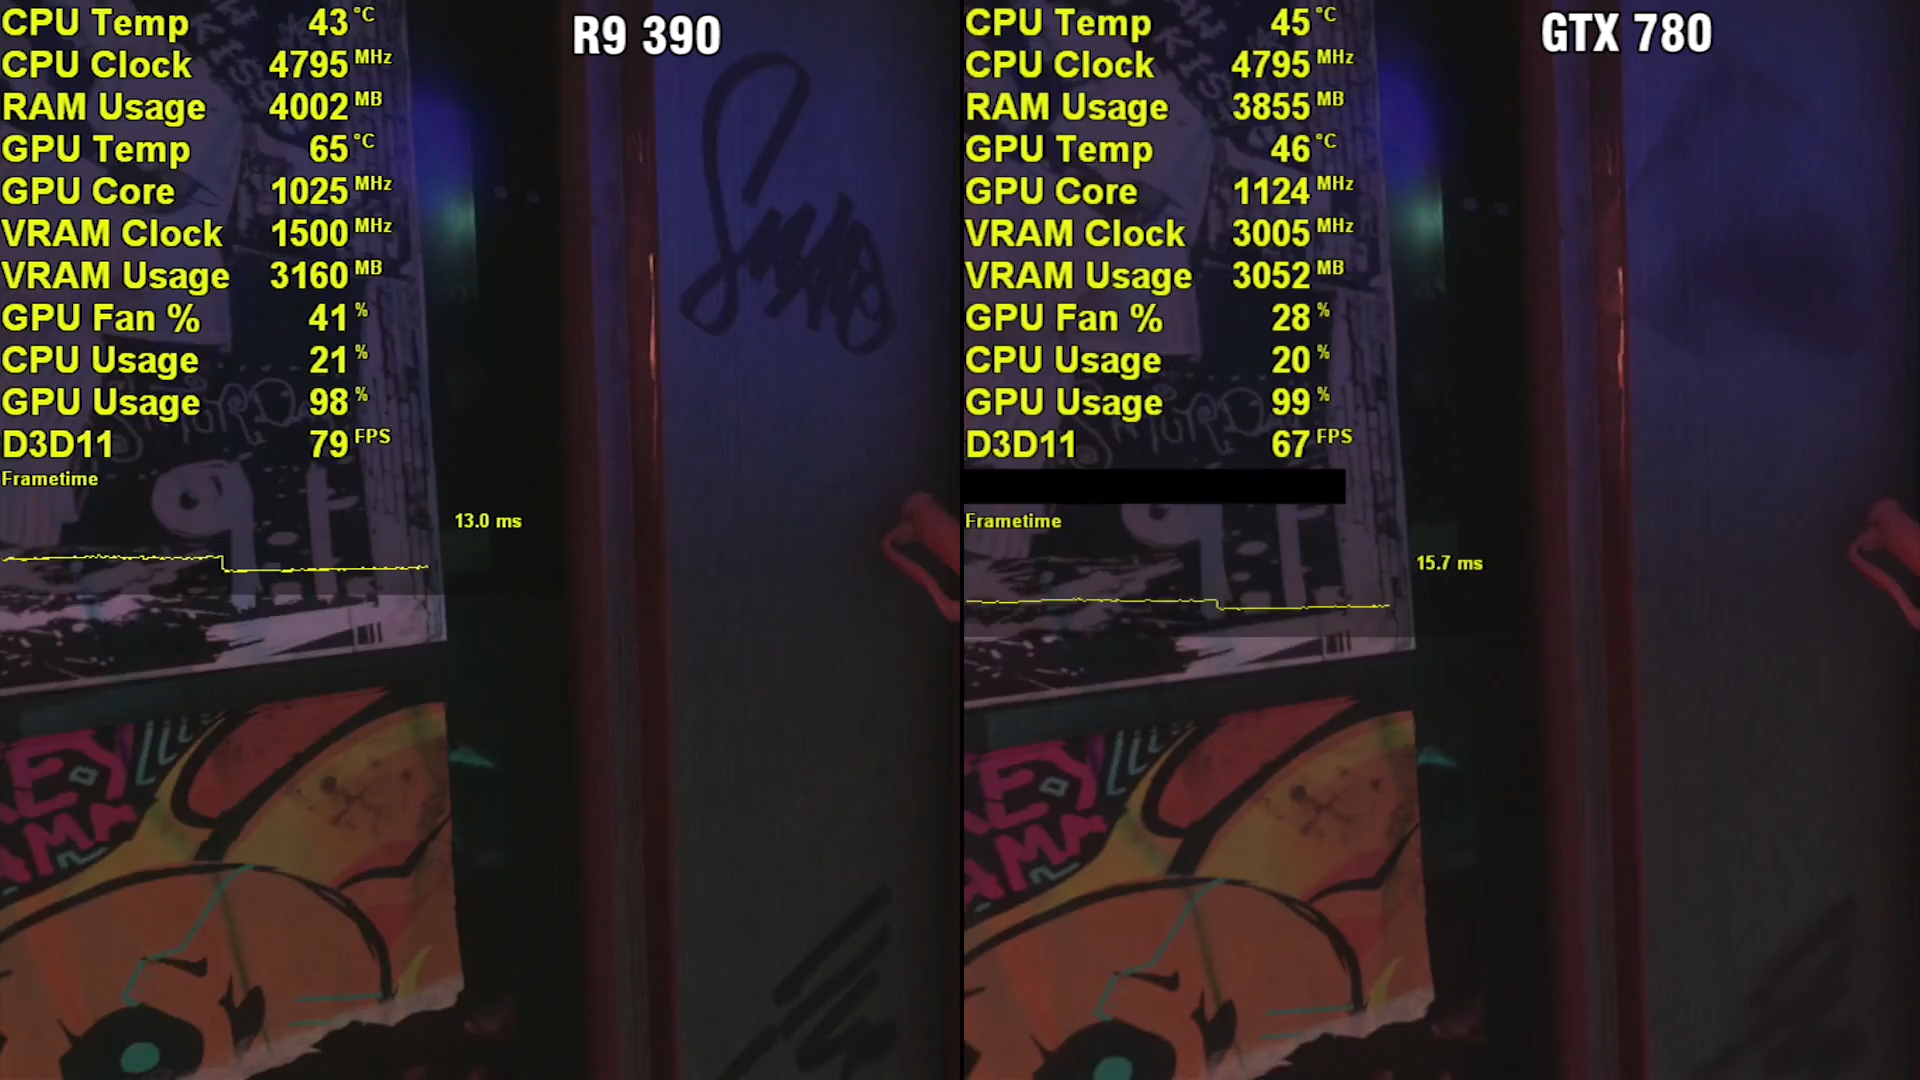 CPU Temp 43 °C
CPU Clock 4795 MHz
RAM Usage 4002 MB
GPU Temp 65 °C
GPU Core 1025 MHz
VRAM Clock 1500 MHz
VRAM Usage 3160 MB
GPU Fan % 41 %
CPU Usage 21 %
GPU Usage 98 %
D3D11 79 FPS
Frametime
13.0 ms
R9 390
CPU Temp 45 °C
CPU Clock 4795 MHz
RAM Usage 3855 MB
GPU Temp 46 °C
GPU Core 1124 MHz
VRAM Clock 3005 MHz
VRAM Usage 3052 MB
GPU Fan % 28 %
CPU Usage 20 %
GPU Usage 99 %
D3D11 67 FPS
Frametime
15.7 ms
GTX 780